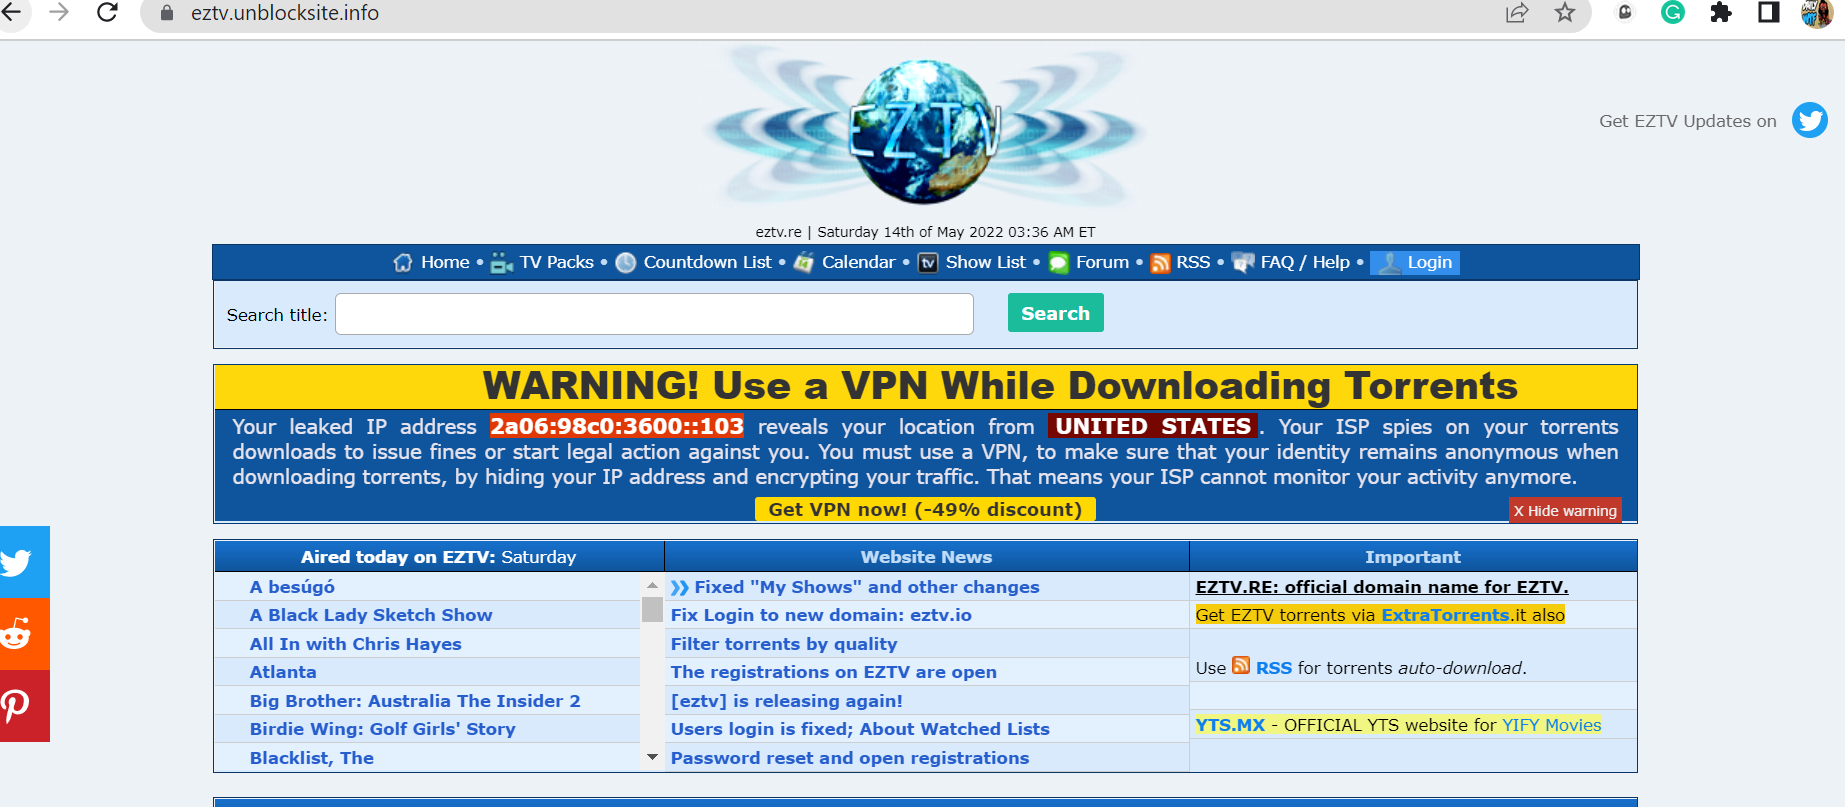 eztv.unblocksite.info
EZTV
Get EZTV Updates on
eztv.re | Saturday 14th of May 2022 03:36 AM ET
Home • TV Packs • Countdown List • Calendar • tv Show List • Forum • RSS • FAQ / Help • Login
Search title: Search
WARNING! Use a VPN While Downloading Torrents
Your leaked IP address 2a06:98c0:3600::103 reveals your location from UNITED STATES. Your ISP spies on your torrents
downloads to issue fines or start legal action against you. You must use a VPN, to make sure that your identity remains anonymous when
downloading torrents, by hiding your IP address and encrypting your traffic. That means your ISP cannot monitor your activity anymore.
Get VPN now! (-49% discount)
X Hide warning
Aired today on EZTV: Saturday
A besúgó
A Black Lady Sketch Show
All In with Chris Hayes
Atlanta
Big Brother: Australia The Insider 2
Birdie Wing: Golf Girls' Story
Blacklist, The
Website News
Fixed "My Shows" and other changes
Fix Login to new domain: eztv.io
Filter torrents by quality
The registrations on EZTV are open
[eztv] is releasing again!
Users login is fixed; About Watched Lists
Password reset and open registrations
Important
EZTV.RE: official domain name for EZTV.
Get EZTV torrents via ExtraTorrents.it also
Use RSS for torrents auto-download.
YTS.MX - OFFICIAL YTS website for YIFY Movies